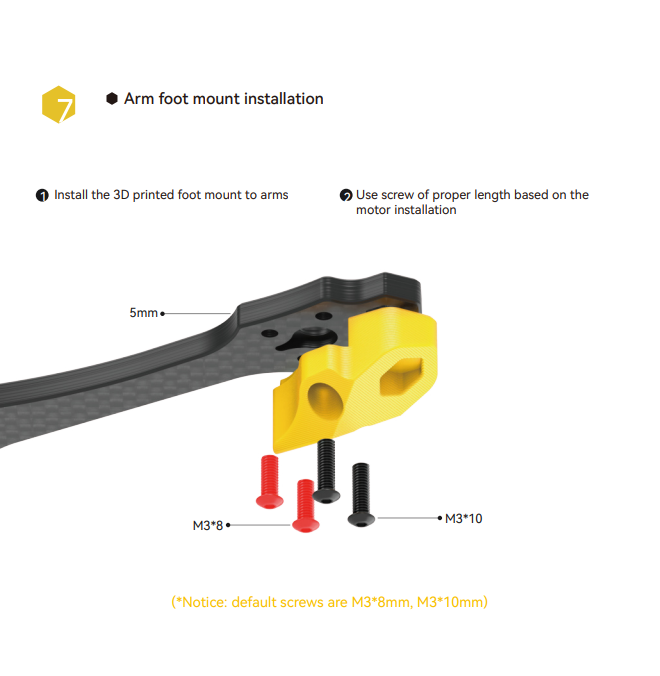 7
Arm foot mount installation
1 Install the 3D printed foot mount to arms
2 Use screw of proper length based on the
motor installation
5mm
M3*8
M3*10
(*Notice: default screws are M3*8mm, M3*10mm)